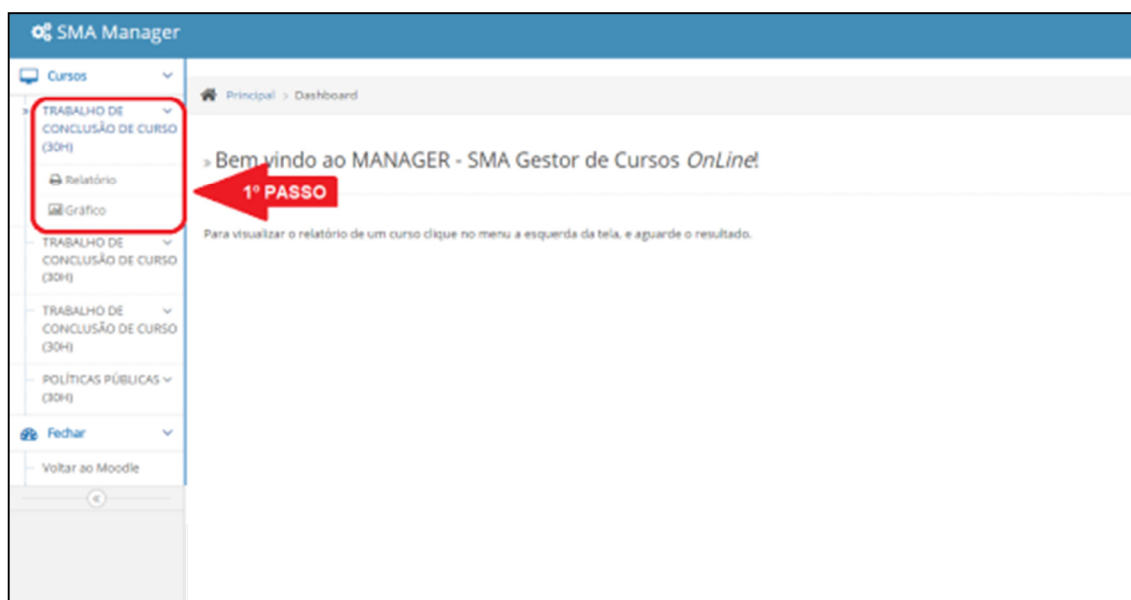 SMA Manager
Cursos
Principal > Dashboard
TRABALHO DE
CONCLUSÃO DE CURSO
(30H)
» Bem vindo ao MANAGER - SMA Gestor de Cursos OnLine!
Relatório
1º PASSO
Gráfico
Para visualizar o relatório de um curso clique no menu a esquerda da tela, e aguarde o resultado.
TRABALHO DE
CONCLUSÃO DE CURSO
(30H)
TRABALHO DE
CONCLUSÃO DE CURSO
(30H)
POLÍTICAS PÚBLICAS
(30H)
Fechar
Voltar ao Moodle